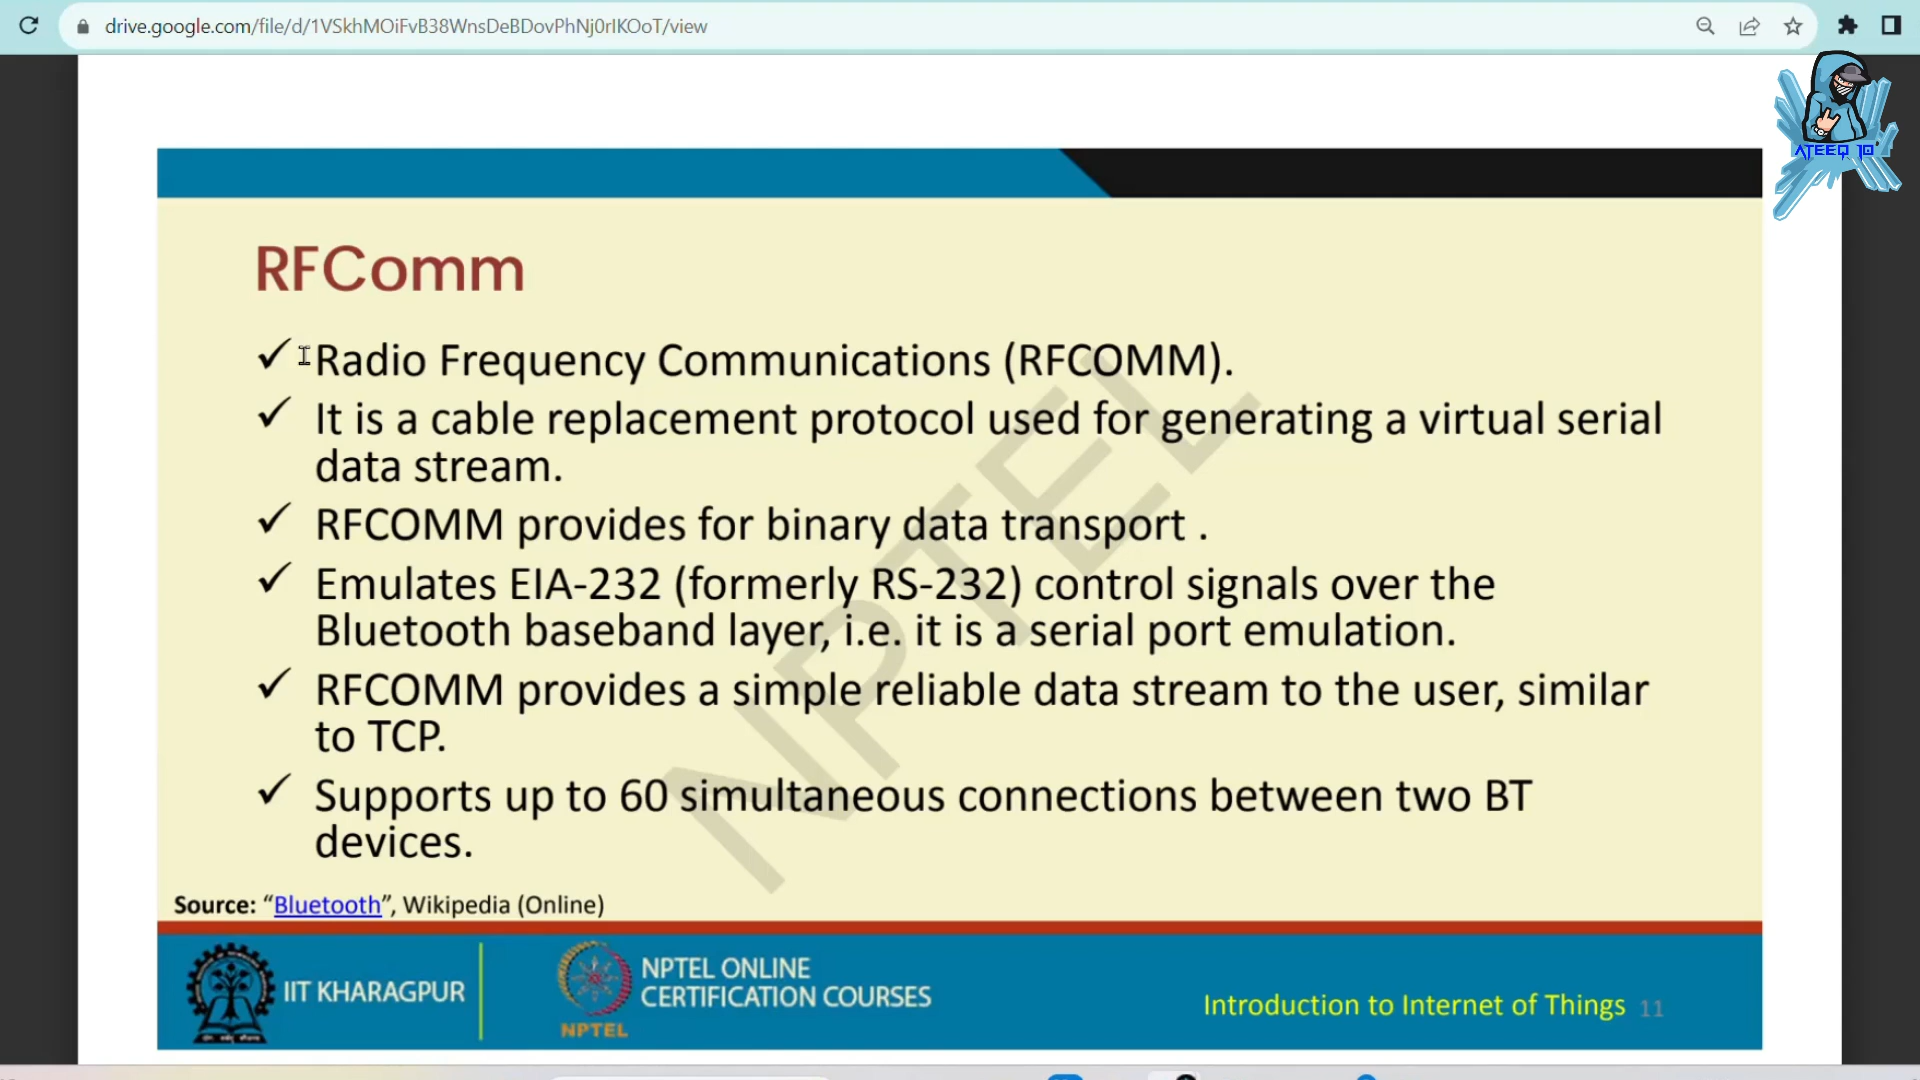 drive.google.com/file/d/1VSkhMOiFvB38WnsDeBDovPhNj0rIKOoT/view
ATEEQ 10
RFComm
✓ Radio Frequency Communications (RFCOMM).
✓ It is a cable replacement protocol used for generating a virtual serial
data stream.
✓ RFCOMM provides for binary data transport .
✓ Emulates EIA-232 (formerly RS-232) control signals over the
Bluetooth baseband layer, i.e. it is a serial port emulation.
✓ RFCOMM provides a simple reliable data stream to the user, similar
to TCP.
✓ Supports up to 60 simultaneous connections between two BT
devices.
NPTEL
Source: “Bluetooth”, Wikipedia (Online)
IIT KHARAGPUR
NPTEL
NPTEL ONLINE
CERTIFICATION COURSES
Introduction to Internet of Things 11